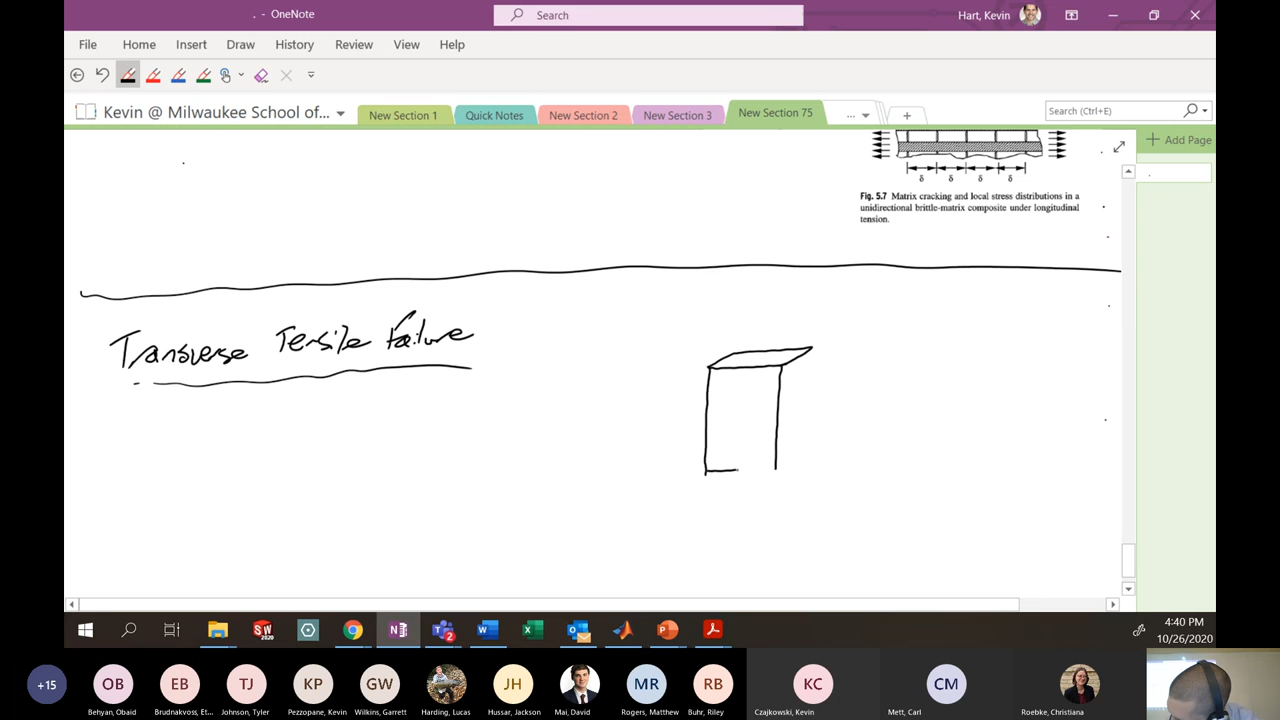 . - OneNote
Search
Hart, Kevin
File Home Insert Draw History Review View Help
Kevin @ Milwaukee School of...
New Section 1
Quick Notes
New Section 2
New Section 3
New Section 75
...
Search (Ctrl+E)
Add Page
.
δ δ δ δ
Fig. 5.7 Matrix cracking and local stress distributions in a
unidirectional brittle-matrix composite under longitudinal
tension.
Transverse Tensile Failure
SW
2020
2
4:40 PM
10/26/2020
+15
OB
EB
TJ
KP
GW
JH
MR
RB
KC
CM
Behyan, Obaid
Brudnakvoss, Et...
Johnson, Tyler
Pezzopane, Kevin
Wilkins, Garrett
Harding, Lucas
Hussar, Jackson
Mai, David
Rogers, Matthew
Buhr, Riley
Czajkowski, Kevin
Mett, Carl
Roebke, Christiana